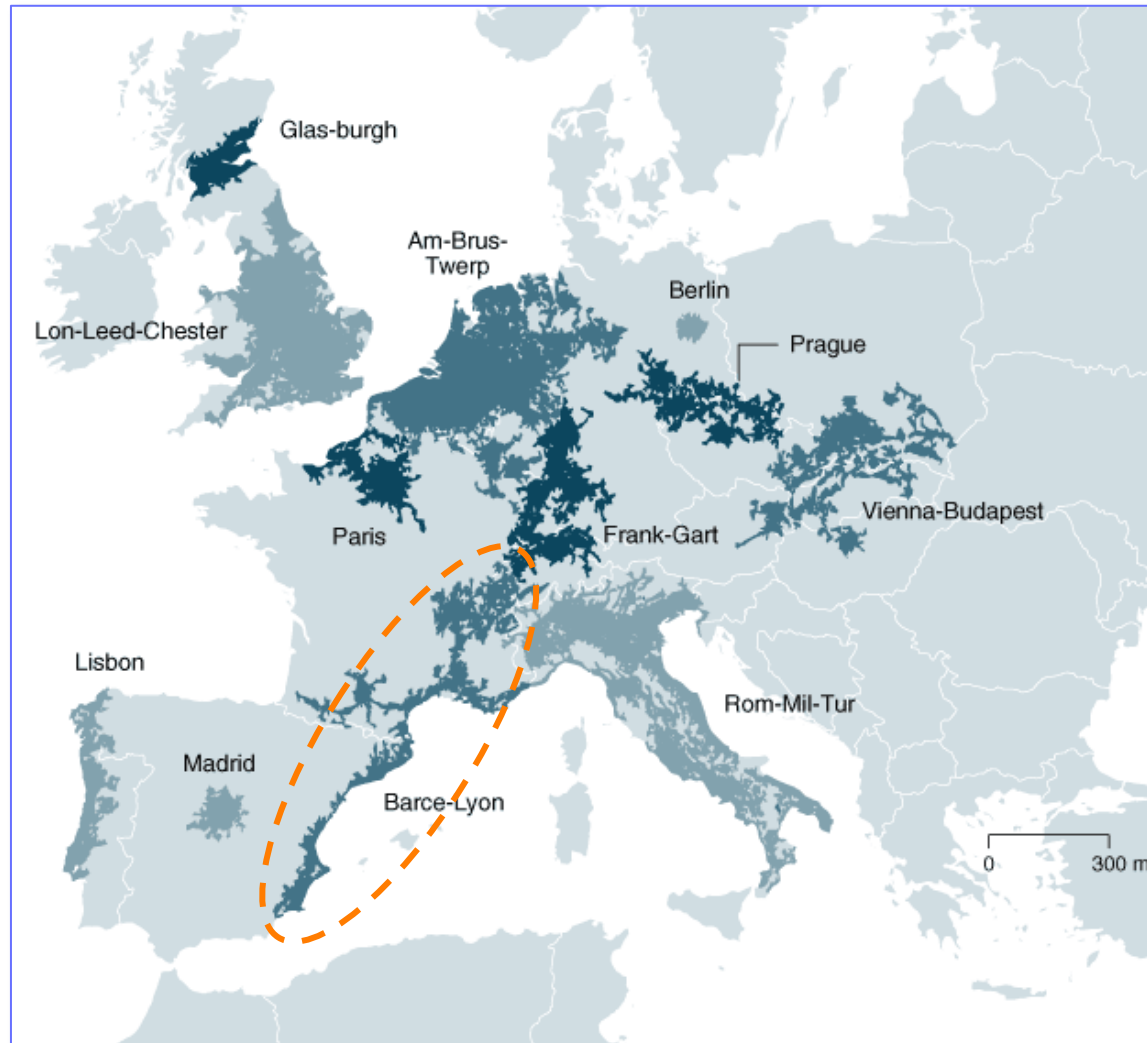 Glas-burgh
Am-Brus-
Twerp
Berlin
Lon-Leed-Chester
Prague
Vienna-Budapest
Paris
Frank-Gart
Lisbon
Rom-Mil-Tur
Madrid
Barce-Lyon
0
300 m